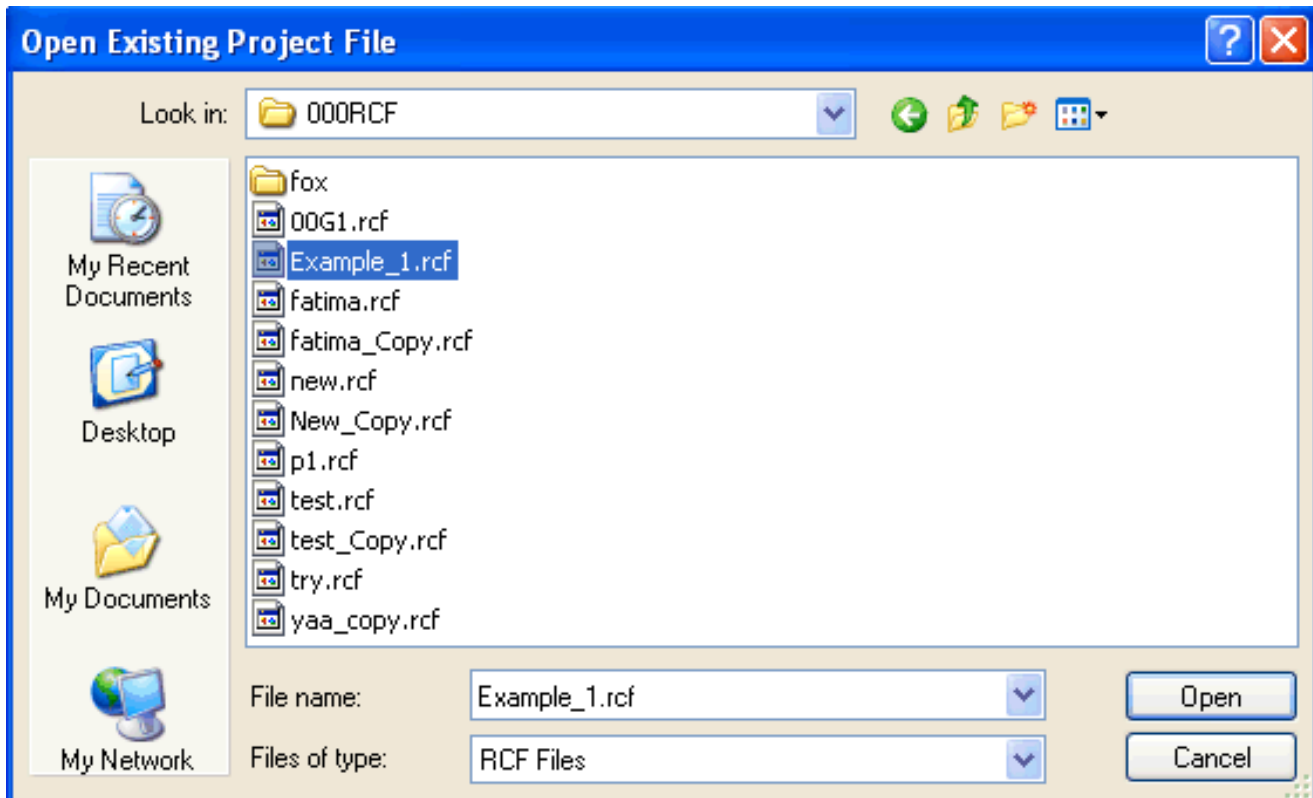 Open Existing Project File
Look in: 000RCF
My Recent
Documents
Desktop
My Documents
My Network
fox
00G1.rcf
Example_1.rcf
fatima.rcf
fatima_Copy.rcf
new.rcf
New_Copy.rcf
p1.rcf
test.rcf
test_Copy.rcf
try.rcf
yaa_copy.rcf
File name: Example_1.rcf Open
Files of type: RCF Files Cancel